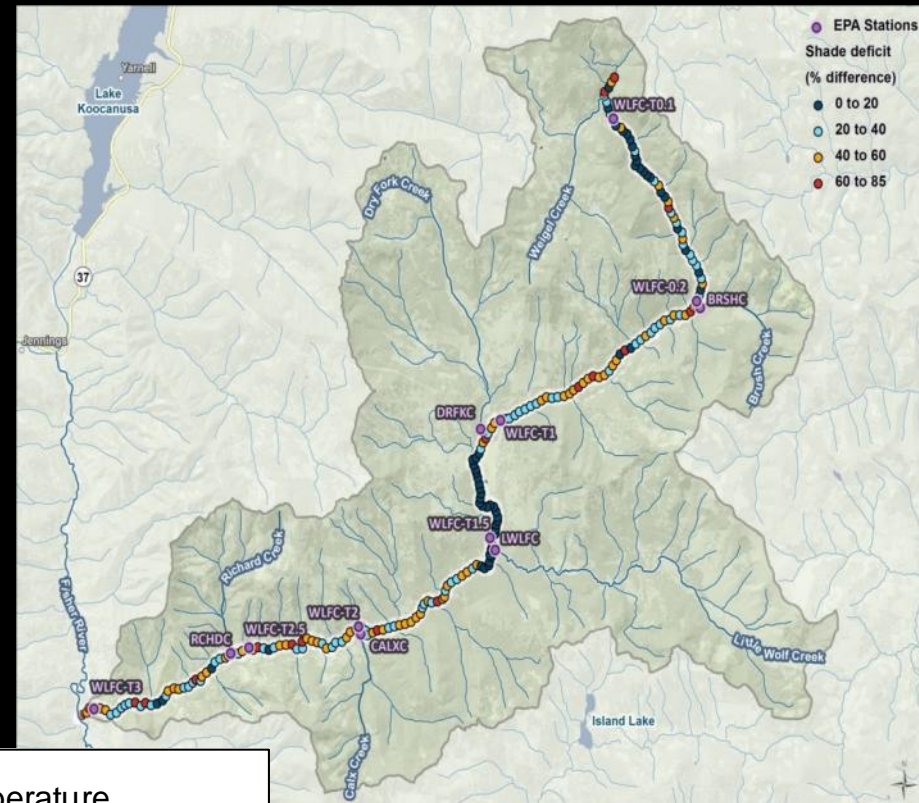 EPA Stations
Shade deficit
(% difference)
0 to 20
20 to 40
40 to 60
60 to 85
Yarnell
Lake
Koocanusa
WLFC-T0.1
Dry Fork Creek
Weigel Creek
37
WLFC-0.2
BRSHC
Jennings
Brush Creek
DRFKC
WLFC-T1
WLFC-T1.5
LWLFC
Richard Creek
Fisher River
WLFC-T2
RCHDC
WLFC-T2.5
CALXC
Little Wolf Creek
WLFC-T3
Island Lake
Calx Creek
perature